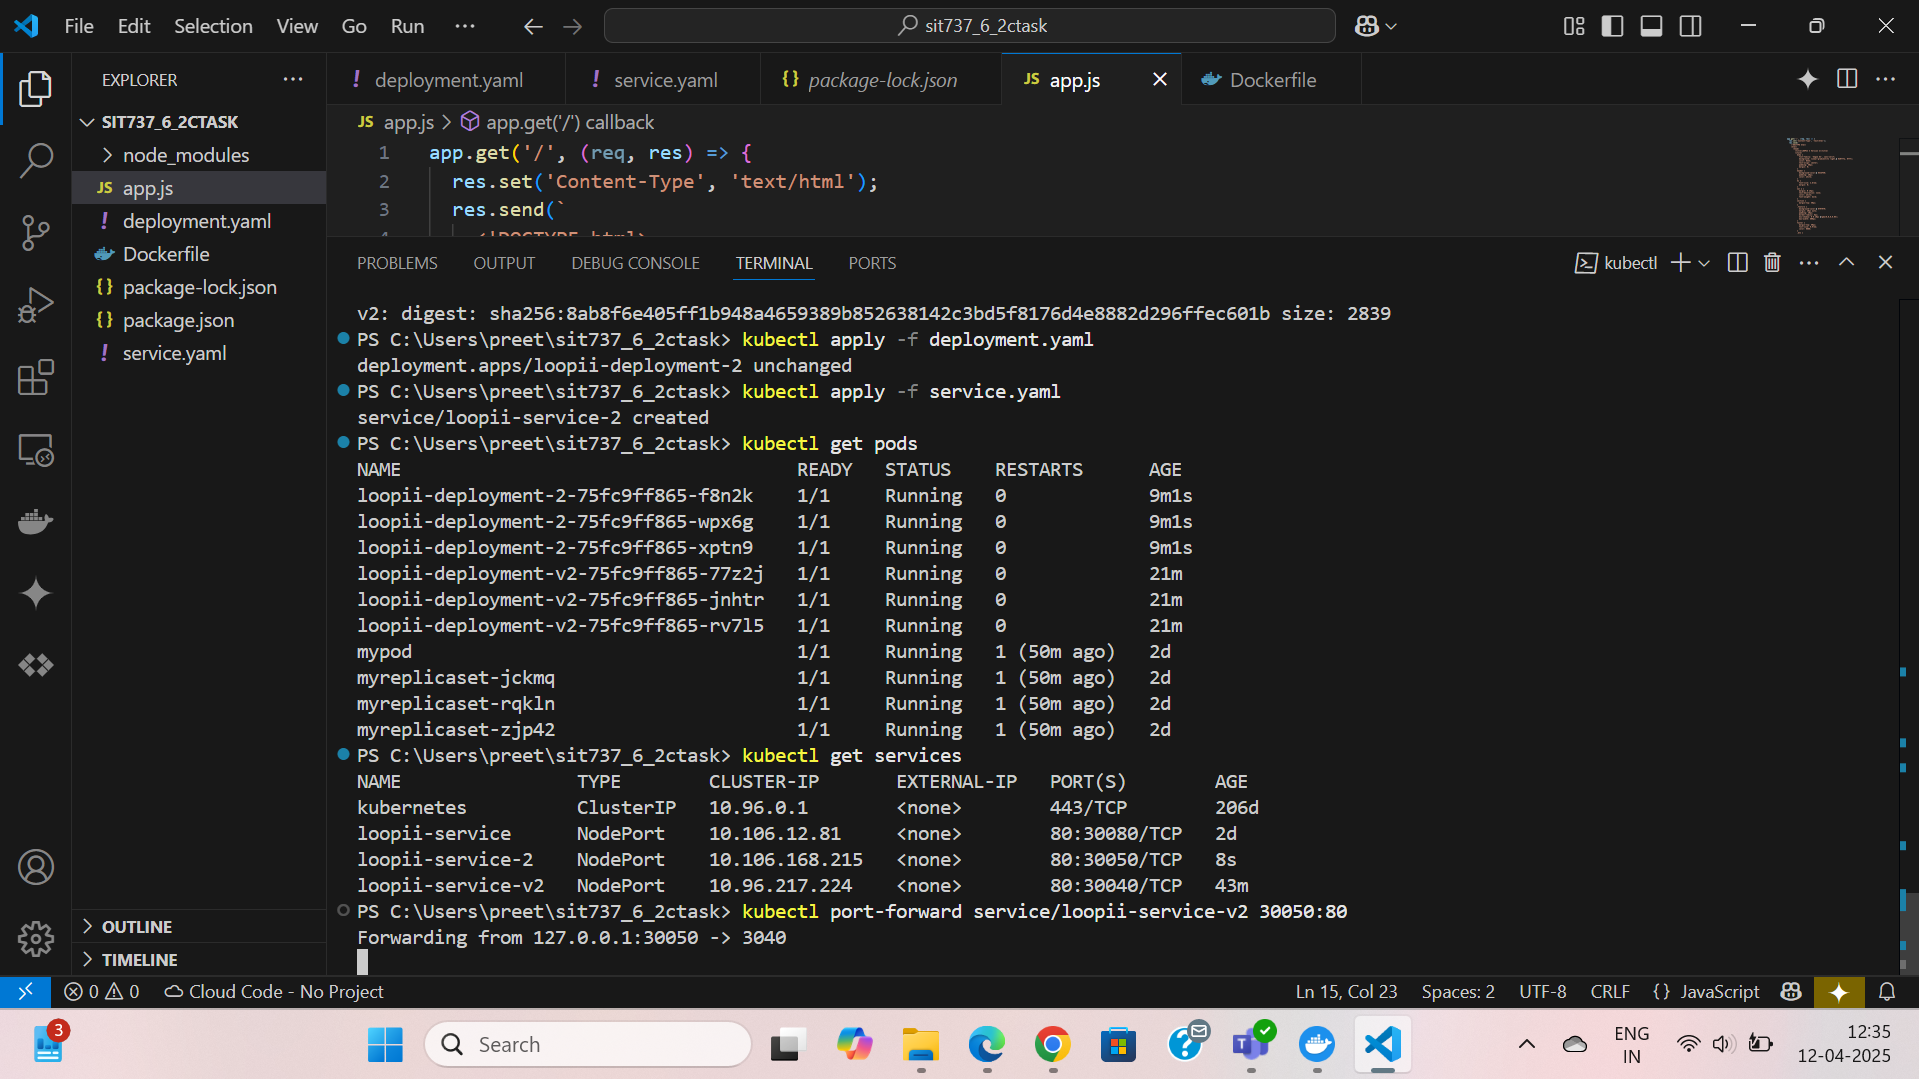 File Edit Selection View Go Run ···
sit737_6_2ctask
EXPLORER
SIT737_6_2CTASK
node_modules
JS app.js
! deployment.yaml
Dockerfile
{} package-lock.json
{} package.json
! service.yaml
OUTLINE
TIMELINE
! deployment.yaml
! service.yaml
{} package-lock.json
JS app.js
Dockerfile
JS app.js > app.get('/') callback
1 app.get('/', (req, res) => {
2 res.set('Content-Type', 'text/html');
3 res.send(`
4 <!DOCTYPE html>
PROBLEMS OUTPUT DEBUG CONSOLE TERMINAL PORTS
kubectl
v2: digest: sha256:8ab8f6e405ff1b948a4659389b852638142c3bd5f8176d4e8882d296ffec601b size: 2839
PS C:\Users\preet\sit737_6_2ctask> kubectl apply -f deployment.yaml
deployment.apps/loopii-deployment-2 unchanged
PS C:\Users\preet\sit737_6_2ctask> kubectl apply -f service.yaml
service/loopii-service-2 created
PS C:\Users\preet\sit737_6_2ctask> kubectl get pods
NAME READY STATUS RESTARTS AGE
loopii-deployment-2-75fc9ff865-f8n2k 1/1 Running 0 9m1s
loopii-deployment-2-75fc9ff865-wpx6g 1/1 Running 0 9m1s
loopii-deployment-2-75fc9ff865-xptn9 1/1 Running 0 9m1s
loopii-deployment-v2-75fc9ff865-77z2j 1/1 Running 0 21m
loopii-deployment-v2-75fc9ff865-jnhtr 1/1 Running 0 21m
loopii-deployment-v2-75fc9ff865-rv7l5 1/1 Running 0 21m
mypod 1/1 Running 1 (50m ago) 2d
myreplicaset-jckmq 1/1 Running 1 (50m ago) 2d
myreplicaset-rqkln 1/1 Running 1 (50m ago) 2d
myreplicaset-zjp42 1/1 Running 1 (50m ago) 2d
PS C:\Users\preet\sit737_6_2ctask> kubectl get services
NAME TYPE CLUSTER-IP EXTERNAL-IP PORT(S) AGE
kubernetes ClusterIP 10.96.0.1 <none> 443/TCP 206d
loopii-service NodePort 10.106.12.81 <none> 80:30080/TCP 2d
loopii-service-2 NodePort 10.106.168.215 <none> 80:30050/TCP 8s
loopii-service-v2 NodePort 10.96.217.224 <none> 80:30040/TCP 43m
PS C:\Users\preet\sit737_6_2ctask> kubectl port-forward service/loopii-service-v2 30050:80
Forwarding from 127.0.0.1:30050 -> 3040
0 0 Cloud Code - No Project
Ln 15, Col 23 Spaces: 2 UTF-8 CRLF {} JavaScript
3
Search
ENG
IN
12:35
12-04-2025